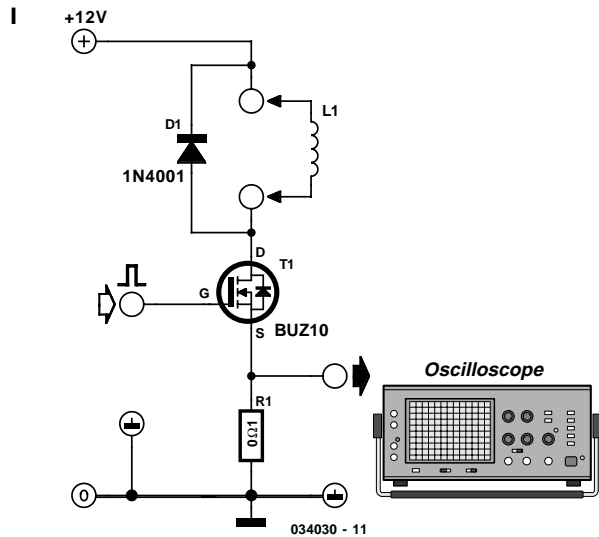 I
+12V
+
L1
D1
1N4001
D
T1
G
S
BUZ10
Oscilloscope
R1
0Ω1
0
034030 - 11